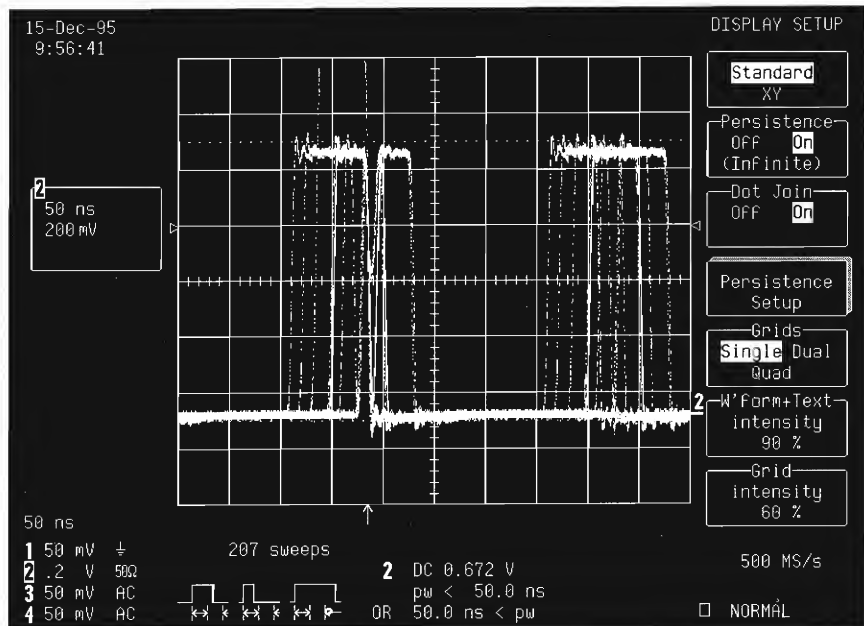 15-Dec-95
9:56:41
DISPLAY SETUP
Standard
XY
Persistence
Off On
(Infinite)
Dot Join
Off On
Persistence
Setup
Grids
Single Dual
Quad
W'form+Text
intensity
90 %
Grid
intensity
60 %
2
50 ns
200 mV
2
50 ns
1 50 mV
2 .2 V 50Ω
3 50 mV AC
4 50 mV AC
207 sweeps
2 DC 0.672 V
pw < 50.0 ns
OR 50.0 ns < pw
500 MS/s
NORMAL